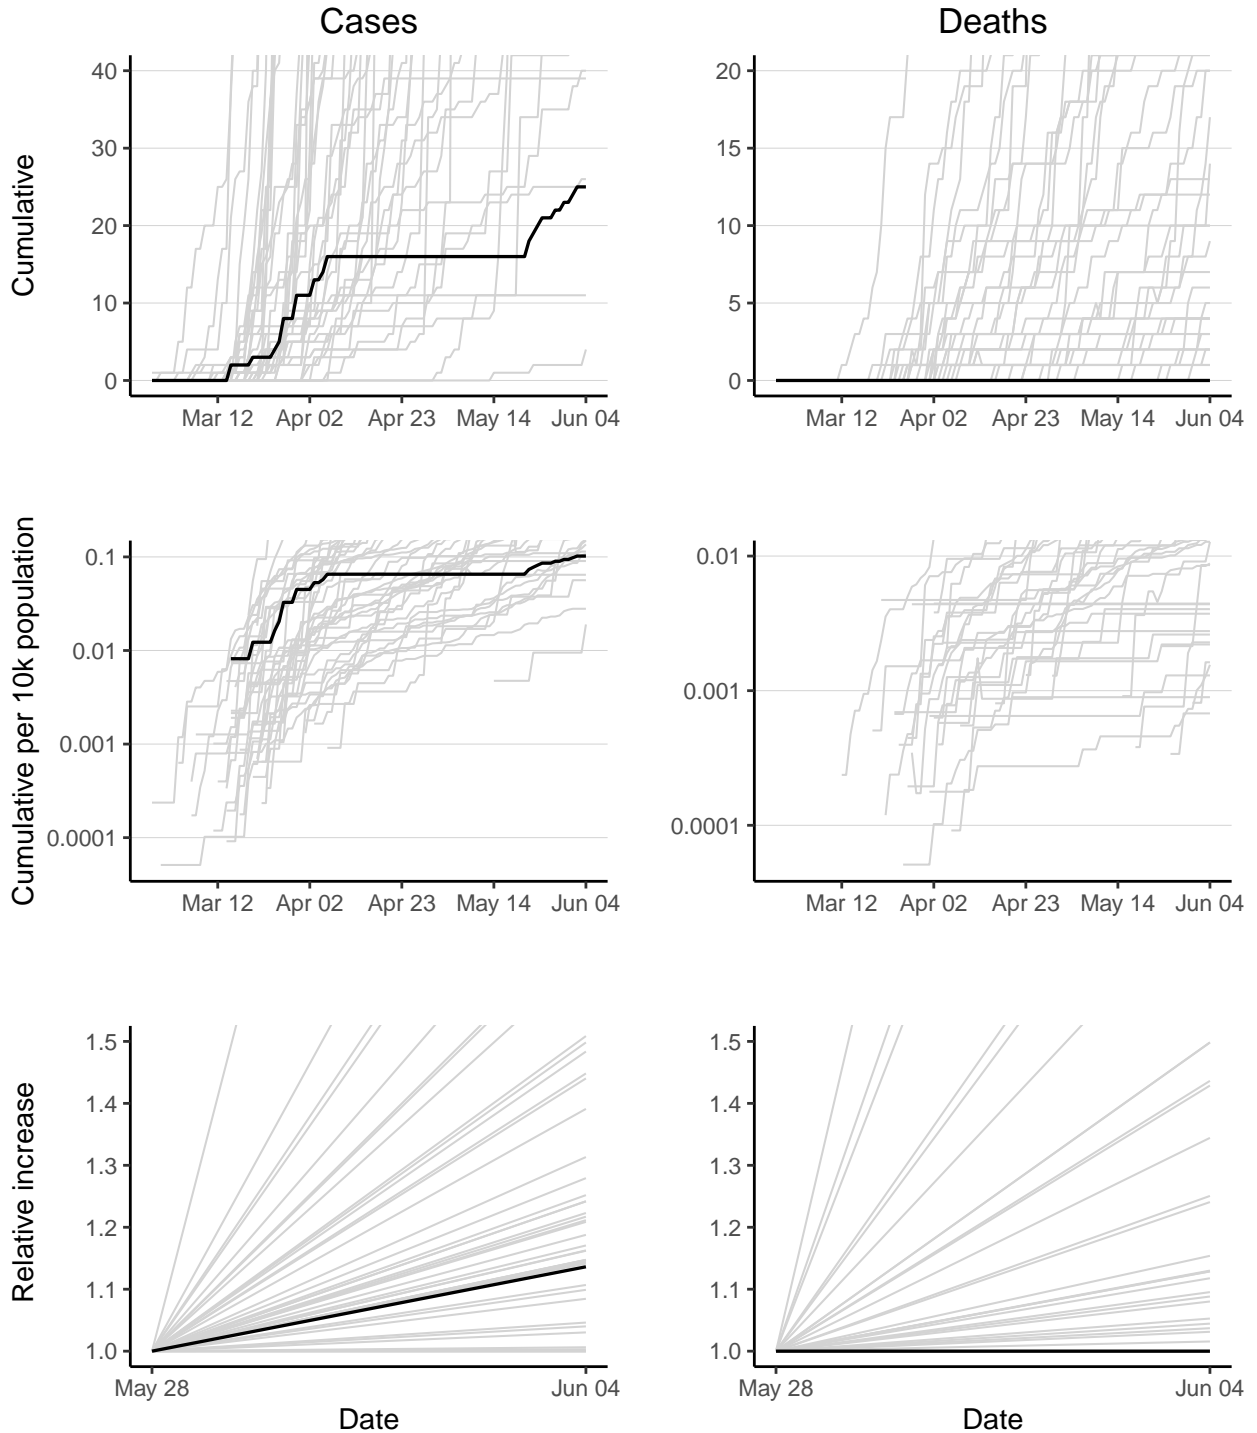 Cases
Deaths
Cumulative
40
30
20
10
0
Mar 12 Apr 02 Apr 23 May 14 Jun 04
20
15
10
5
0
Mar 12 Apr 02 Apr 23 May 14 Jun 04
Cumulative per 10k population
0.1
0.01
0.001
0.0001
Mar 12 Apr 02 Apr 23 May 14 Jun 04
0.01
0.001
0.0001
Mar 12 Apr 02 Apr 23 May 14 Jun 04
Relative increase
1.5
1.4
1.3
1.2
1.1
1.0
May 28 Jun 04
Date
1.5
1.4
1.3
1.2
1.1
1.0
May 28 Jun 04
Date